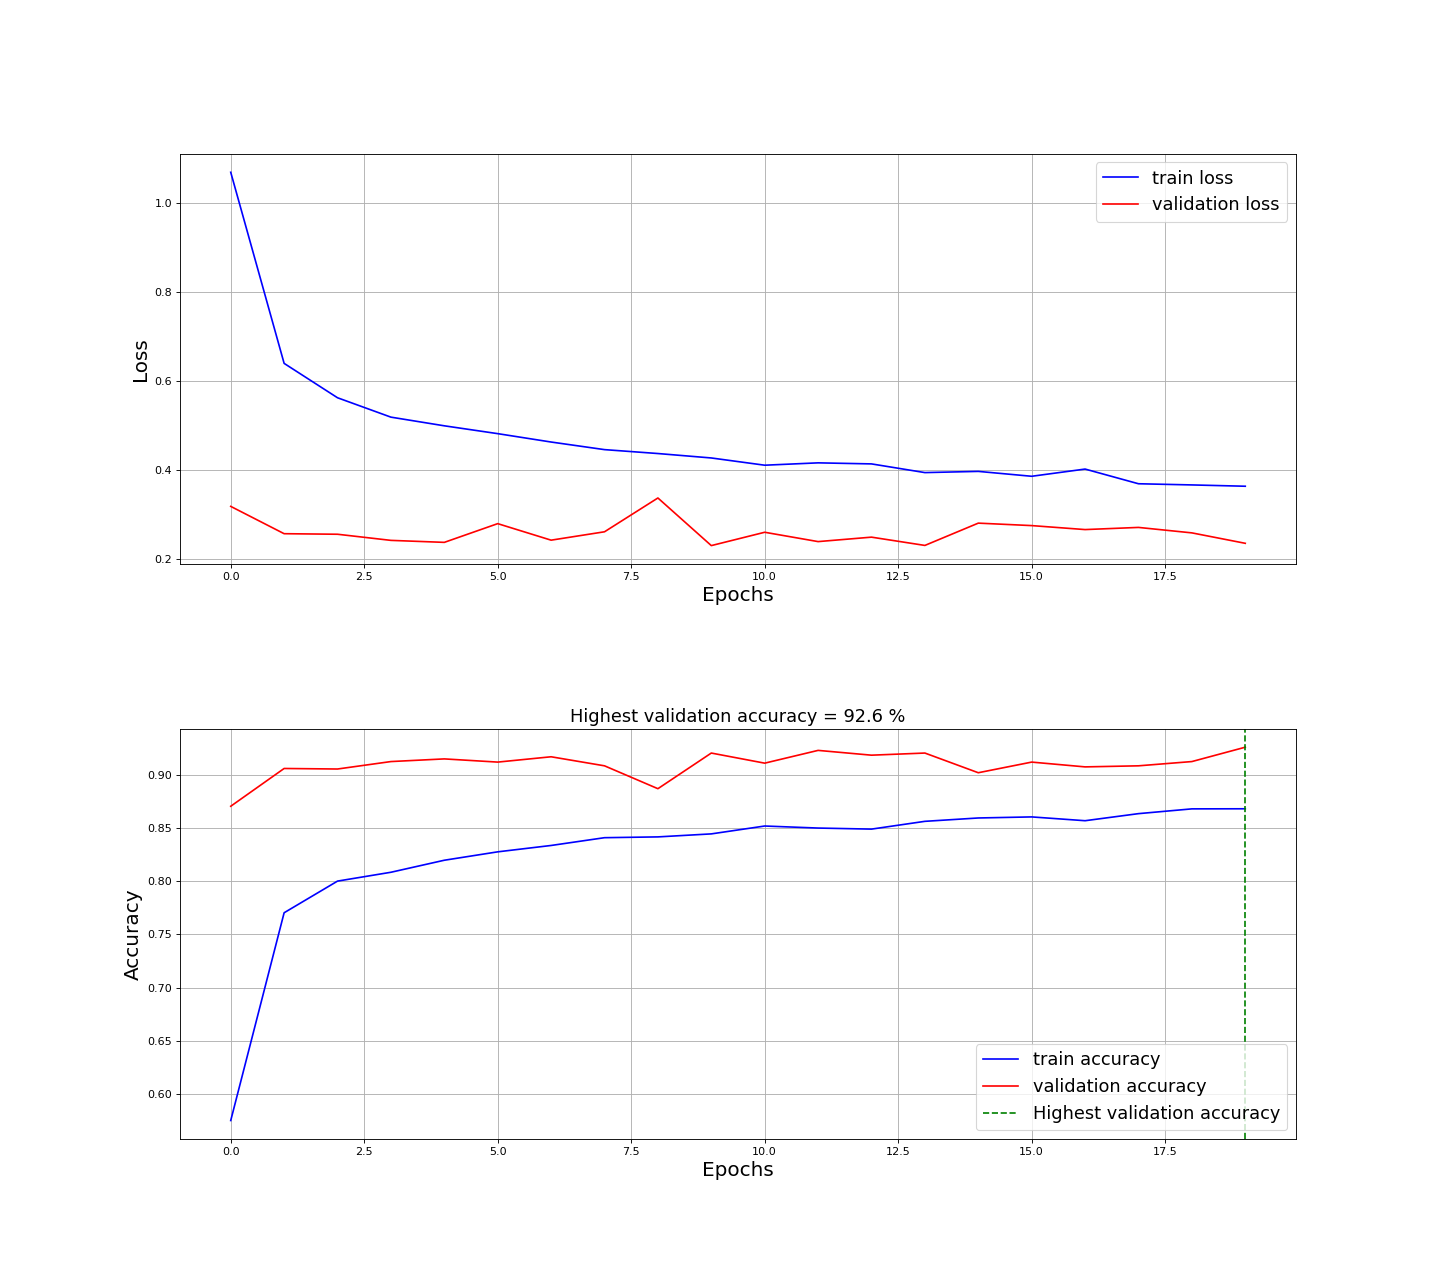 train loss
validation loss
1.0
0.8
0.6
0.4
0.2
Loss
0.0 2.5 5.0 7.5 10.0 12.5 15.0 17.5
Epochs
Highest validation accuracy = 92.6 %
0.90
0.85
0.80
0.75
0.70
0.65
0.60
Accuracy
train accuracy
validation accuracy
Highest validation accuracy
0.0 2.5 5.0 7.5 10.0 12.5 15.0 17.5
Epochs